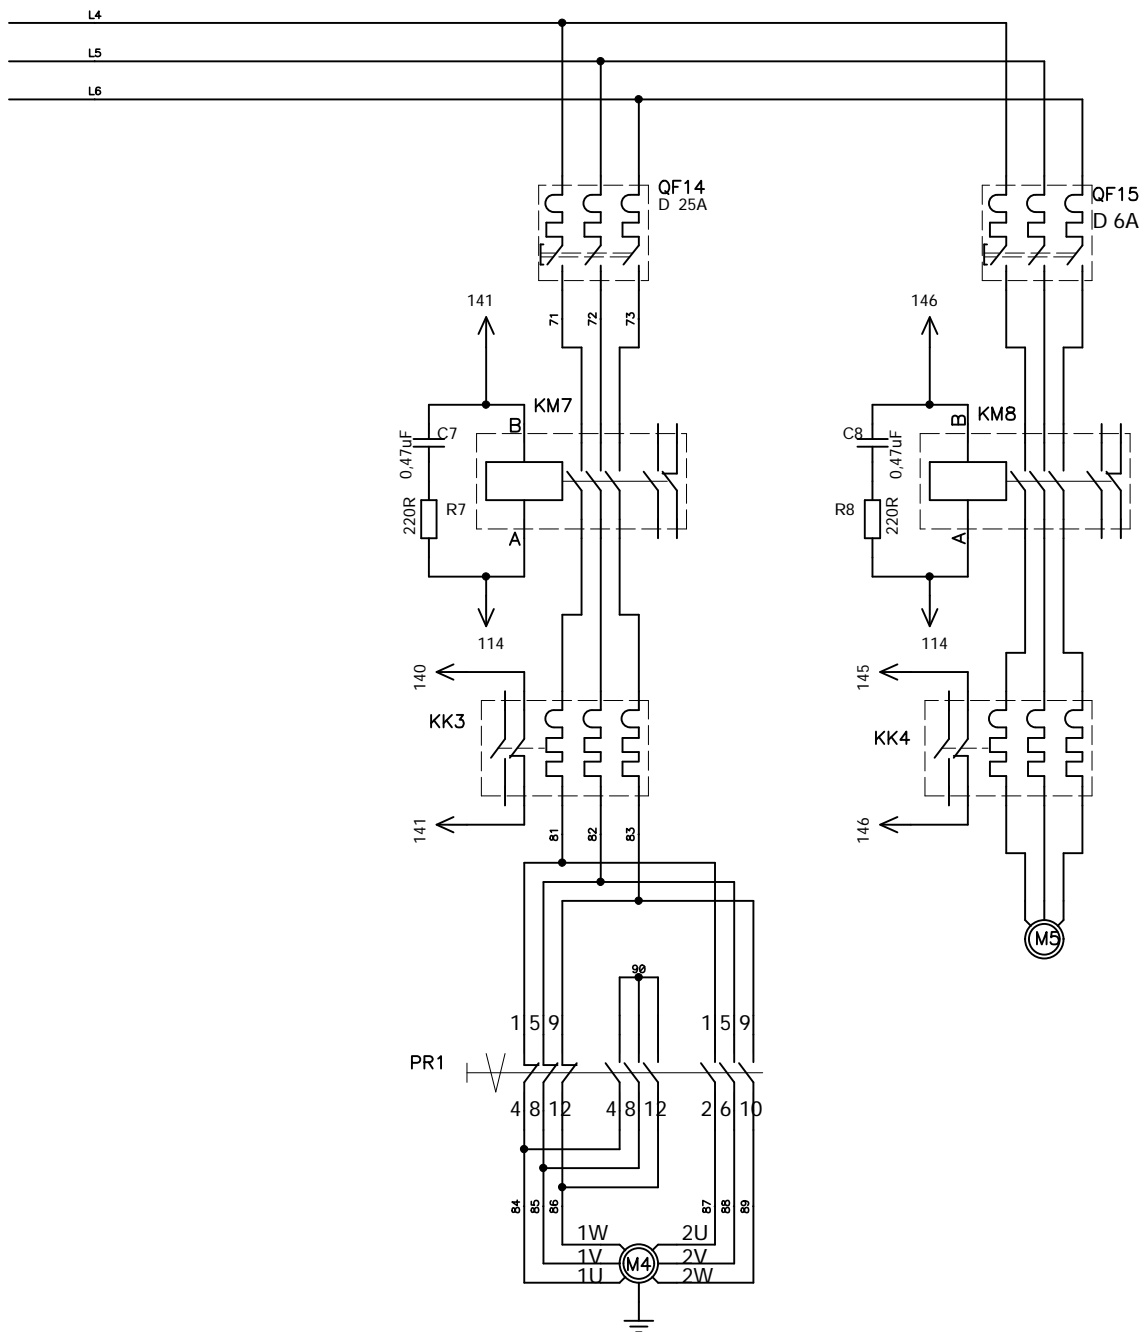 L4
L5
L6
QF14
D 25A
QF15
D 6A
141
71
72
73
146
KM7
B
C7
0,47uF
220R
R7
A
KM8
B
C8
0,47uF
R8
220R
A
114
114
140
KK3
141
145
KK4
146
81
82
83
M5
90
1 5 9
1 5 9
PR1
4 8 12
4 8 12
2 6 10
84
85
86
87
88
89
1W
2U
1V
M4
2V
1U
2W